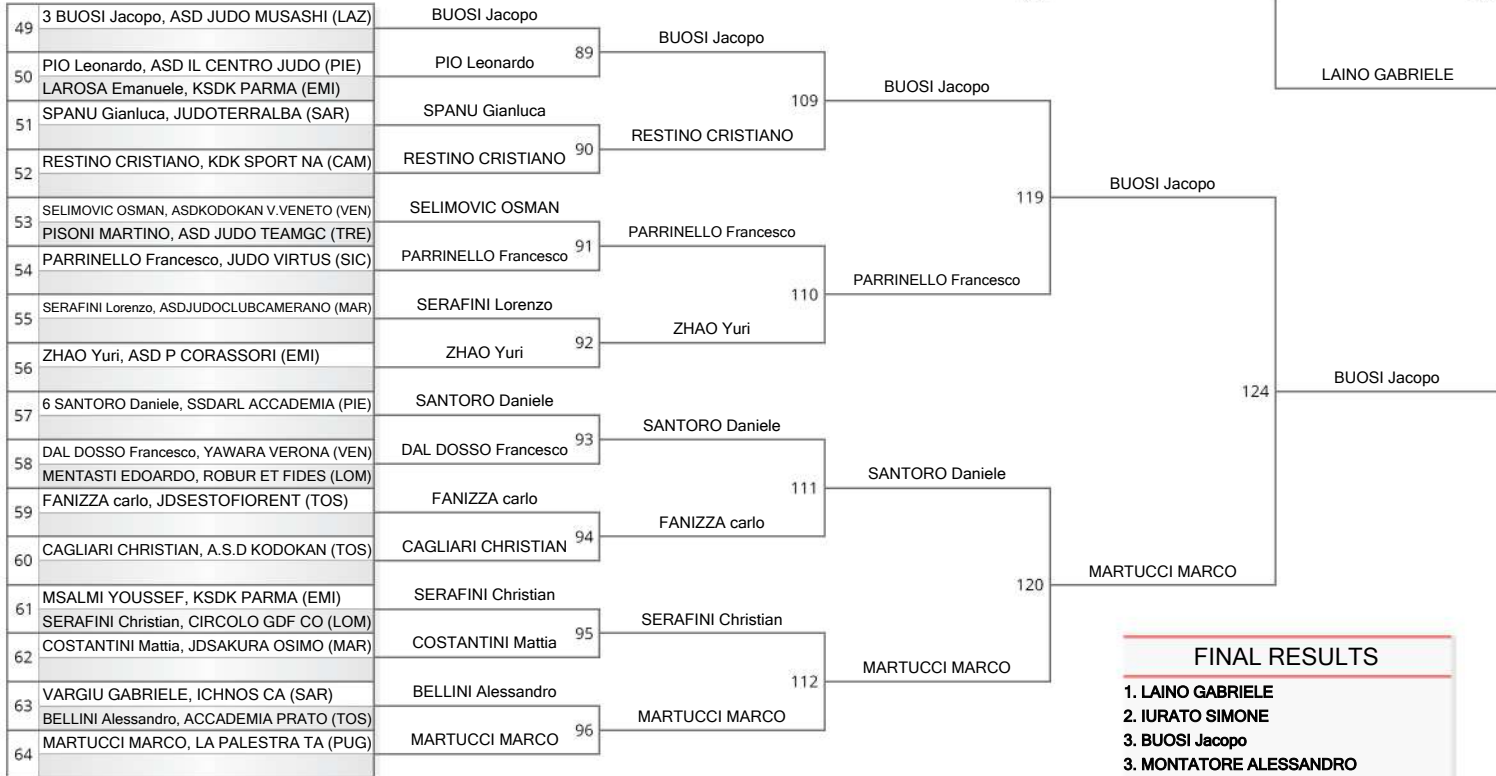 49
3 BUOSI Jacopo, ASD JUDO MUSASHI (LAZ)
50
PIO Leonardo, ASD IL CENTRO JUDO (PIE)
LAROSA Emanuele, KSDK PARMA (EMI)
51
SPANU Gianluca, JUDOTERRALBA (SAR)
52
RESTINO CRISTIANO, KDK SPORT NA (CAM)
53
SELIMOVIC OSMAN, ASDKODOKAN V.VENETO (VEN)
PISONI MARTINO, ASD JUDO TEAMGC (TRE)
54
PARRINELLO Francesco, JUDO VIRTUS (SIC)
55
SERAFINI Lorenzo, ASDJUDOCLUBCAMERANO (MAR)
56
ZHAO Yuri, ASD P CORASSORI (EMI)
57
6 SANTORO Daniele, SSDARL ACCADEMIA (PIE)
58
DAL DOSSO Francesco, YAWARA VERONA (VEN)
MENTASTI EDOARDO, ROBUR ET FIDES (LOM)
59
FANIZZA carlo, JDSESTOFIORENT (TOS)
60
CAGLIARI CHRISTIAN, A.S.D KODOKAN (TOS)
61
MSALMI YOUSSEF, KSDK PARMA (EMI)
SERAFINI Christian, CIRCOLO GDF CO (LOM)
62
COSTANTINI Mattia, JDSAKURA OSIMO (MAR)
63
VARGIU GABRIELE, ICHNOS CA (SAR)
BELLINI Alessandro, ACCADEMIA PRATO (TOS)
64
MARTUCCI MARCO, LA PALESTRA TA (PUG)
BUOSI Jacopo
89
PIO Leonardo
SPANU Gianluca
90
RESTINO CRISTIANO
SELIMOVIC OSMAN
91
PARRINELLO Francesco
SERAFINI Lorenzo
92
ZHAO Yuri
SANTORO Daniele
93
DAL DOSSO Francesco
FANIZZA carlo
94
CAGLIARI CHRISTIAN
SERAFINI Christian
95
COSTANTINI Mattia
BELLINI Alessandro
96
MARTUCCI MARCO
BUOSI Jacopo
109
RESTINO CRISTIANO
PARRINELLO Francesco
110
ZHAO Yuri
SANTORO Daniele
111
FANIZZA carlo
SERAFINI Christian
112
MARTUCCI MARCO
BUOSI Jacopo
119
PARRINELLO Francesco
SANTORO Daniele
120
MARTUCCI MARCO
BUOSI Jacopo
124
MARTUCCI MARCO
LAINO GABRIELE
BUOSI Jacopo
FINAL RESULTS
1. LAINO GABRIELE
2. IURATO SIMONE
3. BUOSI Jacopo
3. MONTATORE ALESSANDRO